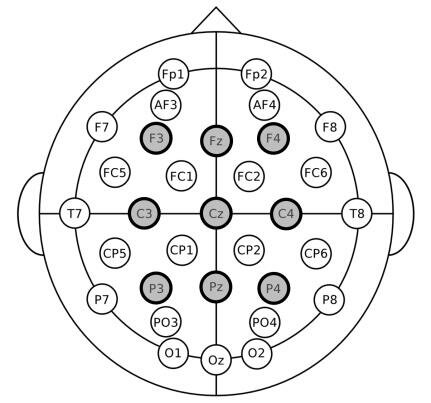 Fp1 Fp2
AF3 AF4
F7 F8
F3 Fz F4
FC5 FC1 FC2 FC6
T7 C3 Cz C4 T8
CP5 CP1 CP2 CP6
P7 P3 Pz P4 P8
PO3 PO4
O1 Oz O2